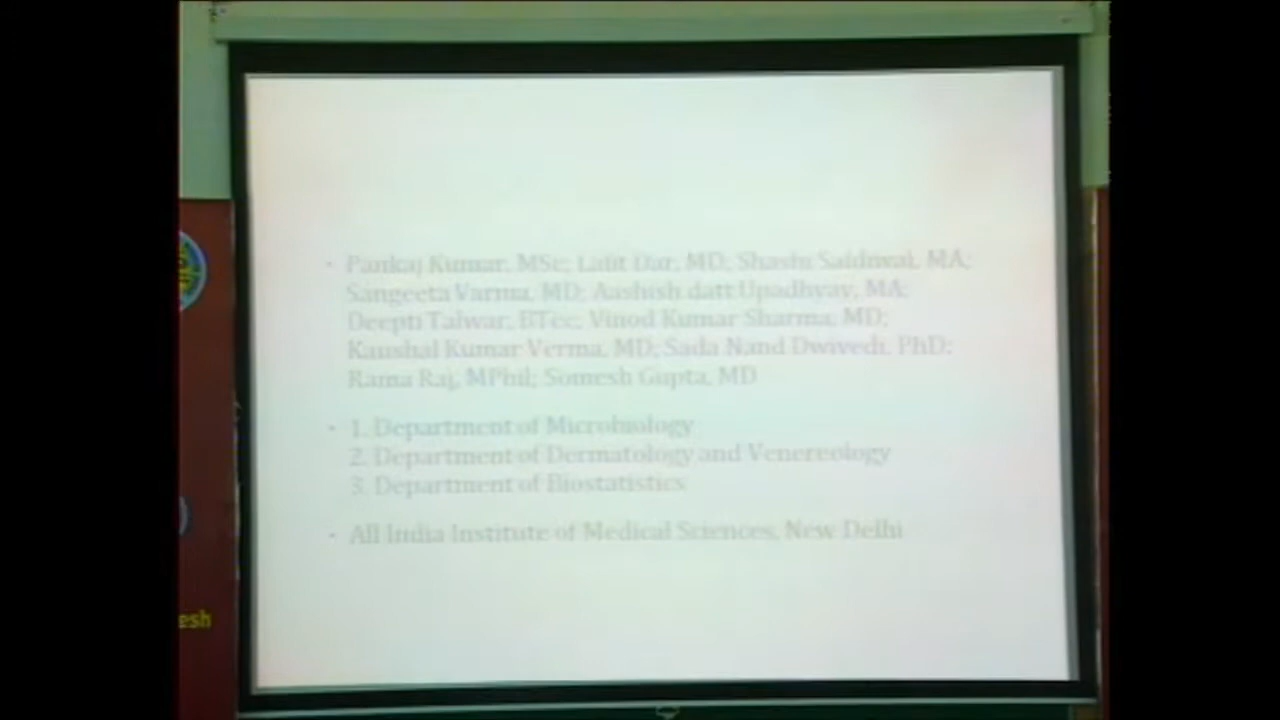 • Pankaj Kumar, MSc; Lalit Dar, MD; Shashi Saldiwal, MA;
Sangeeta Varma, MD; Aashish datt Upadhyay, MA;
Deepti Talwar, BTec; Vinod Kumar Sharma, MD;
Kaushal Kumar Verma, MD; Sada Nand Dwivedi, PhD;
Rama Raj, MPhil; Somesh Gupta, MD
• 1. Department of Microbiology
2. Department of Dermatology and Venereology
3. Department of Biostatistics
• All India Institute of Medical Sciences, New Delhi
esh